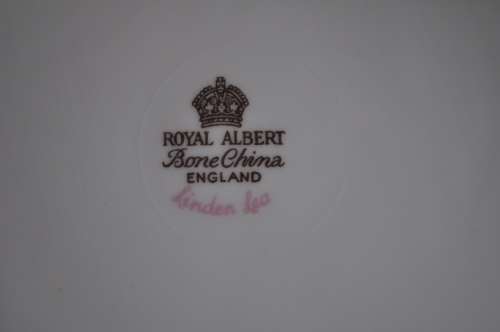 ROYAL ALBERT
Bone China
ENGLAND
Linden Lea